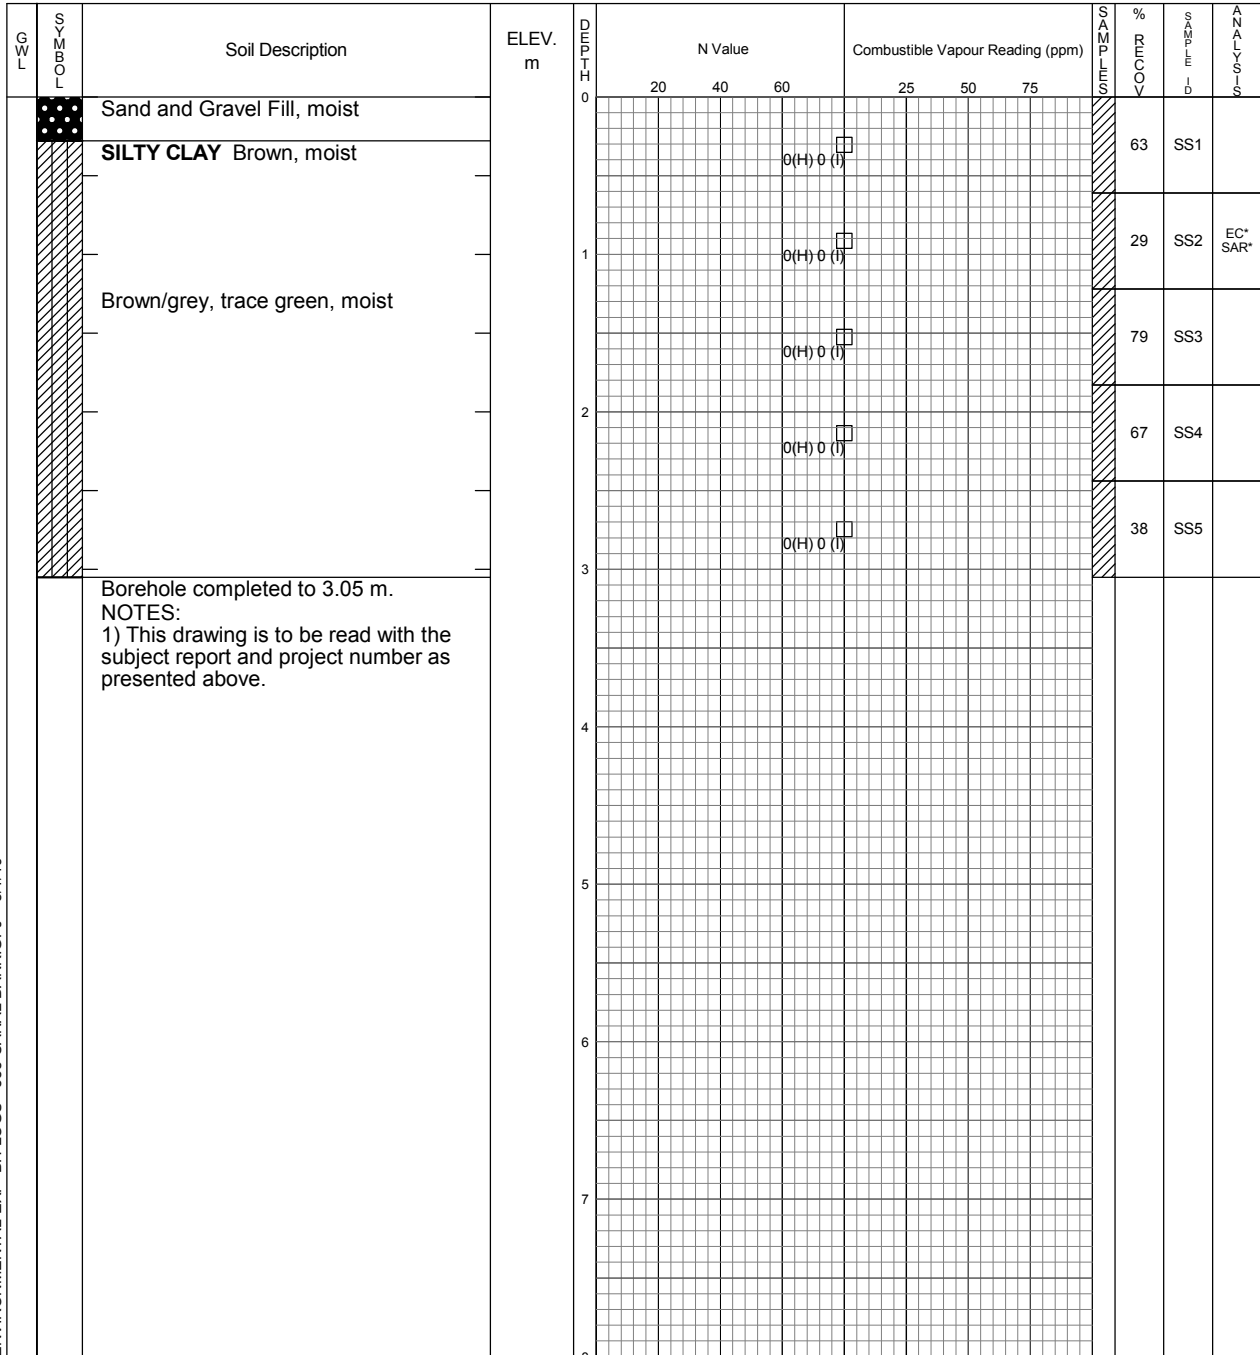 GWL
SYMBOL
Soil Description
ELEV.
m
DEPTH
N Value
20 40 60
Combustible Vapour Reading (ppm)
25 50 75
SAMPLES
% RECOV
SAMPLE ID
ANALYSIS
0
Sand and Gravel Fill, moist
SILTY CLAY Brown, moist
0(H) 0 (I)
63 SS1
1
0(H) 0 (I)
29 SS2 EC*
SAR*
Brown/grey, trace green, moist
0(H) 0 (I)
79 SS3
2
0(H) 0 (I)
67 SS4
0(H) 0 (I)
38 SS5
3
Borehole completed to 3.05 m.
NOTES:
1) This drawing is to be read with the
subject report and project number as
presented above.
4
5
6
7